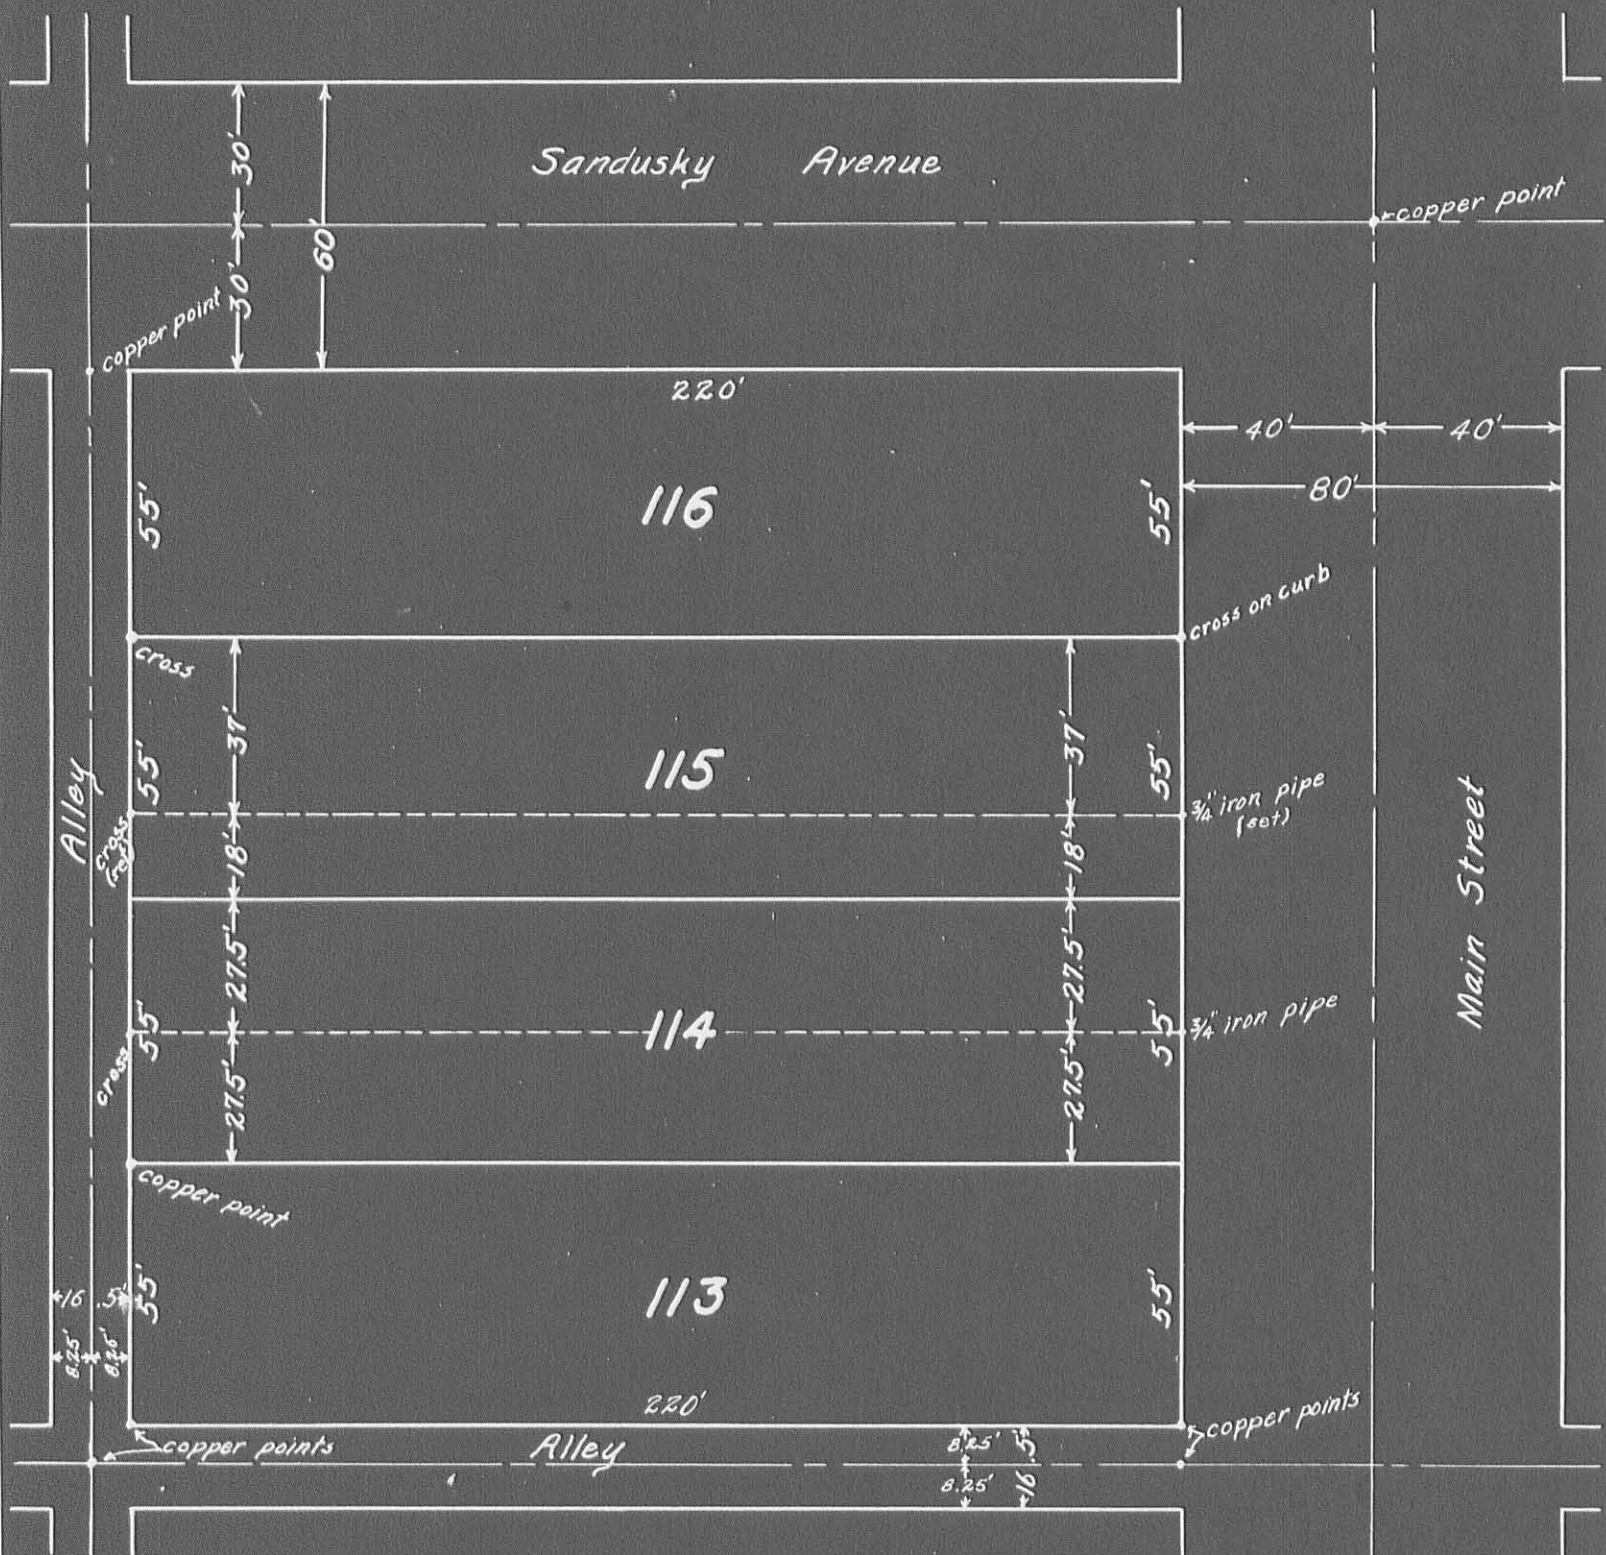 Sandusky Avenue
30'
30'
60'
copper point
copper point
220'
40'
40'
80'
55'
116
55'
cross on curb
cross
37'
37'
55'
115
55'
3/4" iron pipe
(set)
Alley
cross
(set)
18'
18'
Main Street
27.5'
27.5'
55'
114
55'
3/4" iron pipe
cross
27.5'
27.5'
copper point
16.5'
55'
113
55'
8.25'
8.25'
220'
copper points
copper points
Alley
8.25'
8.25'
16.5'